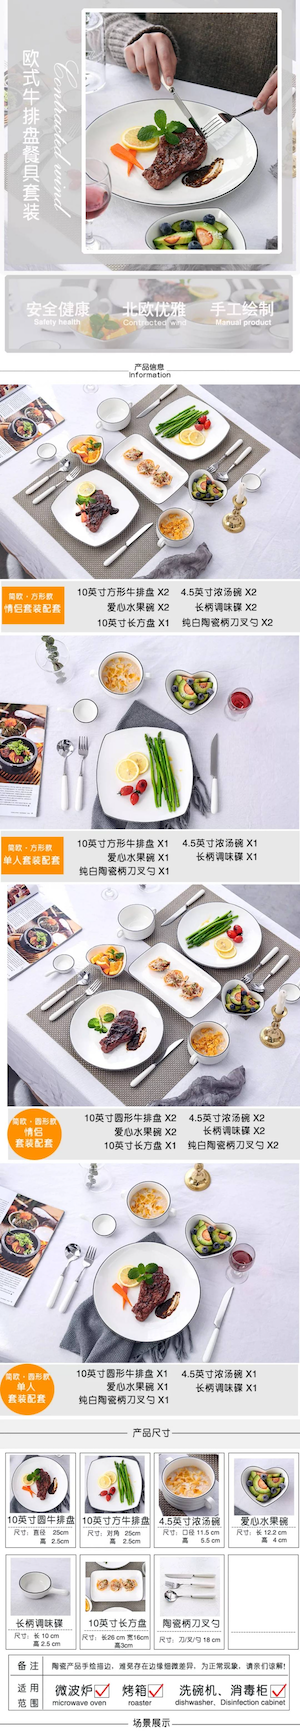 欧式牛排盘餐具套装
Contracted wind
安全健康 北欧优雅 手工绘制
Safety health Contracted wind Manual product
产品信息
Information
简欧·方形款
情侣套装配套
10英寸方形牛排盘 X2 4.5英寸浓汤碗 X2
爱心水果碗 X2 长柄调味碟 X2
10英寸长方盘 X1 纯白陶瓷柄刀叉勺 X2
简欧·方形款
单人套装配套
10英寸方形牛排盘 X1 4.5英寸浓汤碗 X1
爱心水果碗 X1 长柄调味碟 X1
纯白陶瓷柄刀叉勺 X1
简欧·圆形款
情侣
套装配套
10英寸圆形牛排盘 X2 4.5英寸浓汤碗 X2
爱心水果碗 X2 长柄调味碟 X2
10英寸长方盘 X1 纯白陶瓷柄刀叉勺 X2
简欧·圆形款
单人
套装配套
10英寸圆形牛排盘 X1 4.5英寸浓汤碗 X1
爱心水果碗 X1 长柄调味碟 X1
纯白陶瓷柄刀叉勺 X1
产品尺寸
10英寸圆牛排盘
尺寸：直径 25cm
高 2.5cm
10英寸方牛排盘
尺寸：对角 25cm
高 2.5cm
4.5英寸浓汤碗
尺寸：口径 11.5 cm
高 5.5 cm
爱心水果碗
尺寸：长 12.2 cm
高 4 cm
长柄调味碟
尺寸：长 10 cm
高 2.5 cm
10英寸长方盘
尺寸：长26 cm 宽16cm
高3cm
陶瓷柄刀叉勺
尺寸：刀/叉/勺 18 cm
备注 陶瓷产品手绘描边，难免存在边缘细微差异，为正常现象，请亲们谅解!
适用
范围
微波炉 烤箱 洗碗机、消毒柜
microwave oven roaster dishwasher、Disinfection cabinet
场景展示